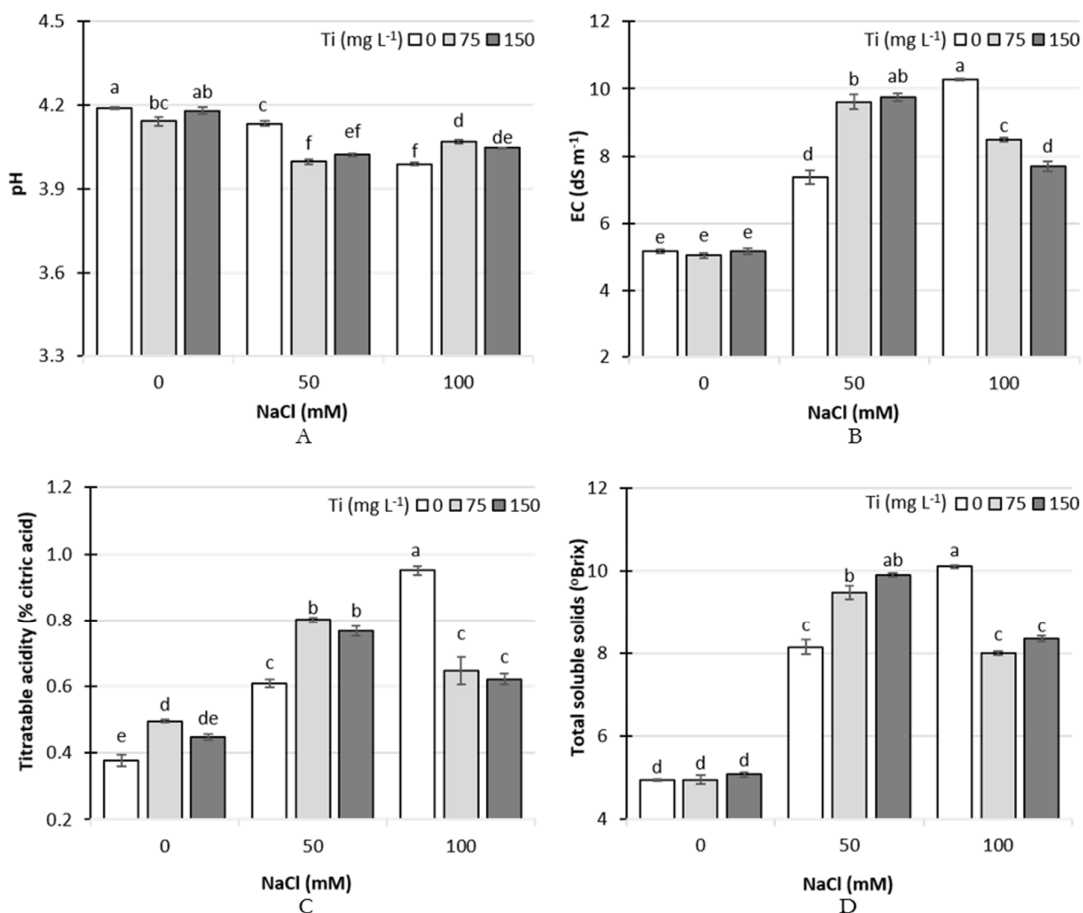 Ti (mg L⁻¹) 0 75 150
4.5
4.2
3.9
3.6
3.3
pH
a bc ab c f ef f d de
0 50 100
NaCl (mM)
A
Ti (mg L⁻¹) 0 75 150
12
10
8
6
4
2
EC (dS m⁻¹)
e e e d b ab a c d
0 50 100
NaCl (mM)
B
Ti (mg L⁻¹) 0 75 150
1.2
1.0
0.8
0.6
0.4
0.2
Titratable acidity (% citric acid)
e d de c b b a c c
0 50 100
NaCl (mM)
C
Ti (mg L⁻¹) 0 75 150
12
10
8
6
4
Total soluble solids (ºBrix)
d d d c b ab a c c
0 50 100
NaCl (mM)
D